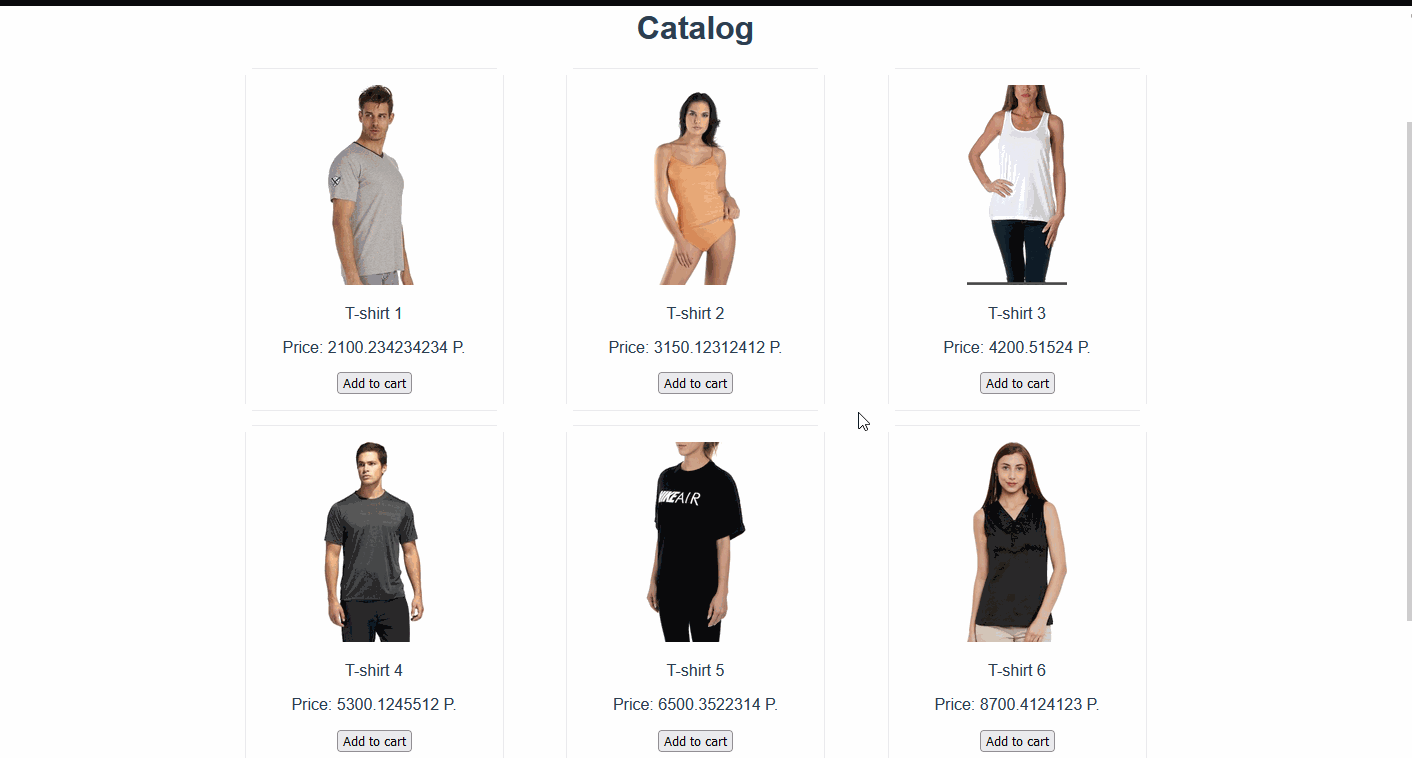 Catalog
T-shirt 1
Price: 2100.234234234 P.
Add to cart
T-shirt 2
Price: 3150.12312412 P.
Add to cart
T-shirt 3
Price: 4200.51524 P.
Add to cart
NIKE AIR
T-shirt 4
Price: 5300.1245512 P.
Add to cart
T-shirt 5
Price: 6500.3522314 P.
Add to cart
T-shirt 6
Price: 8700.4124123 P.
Add to cart